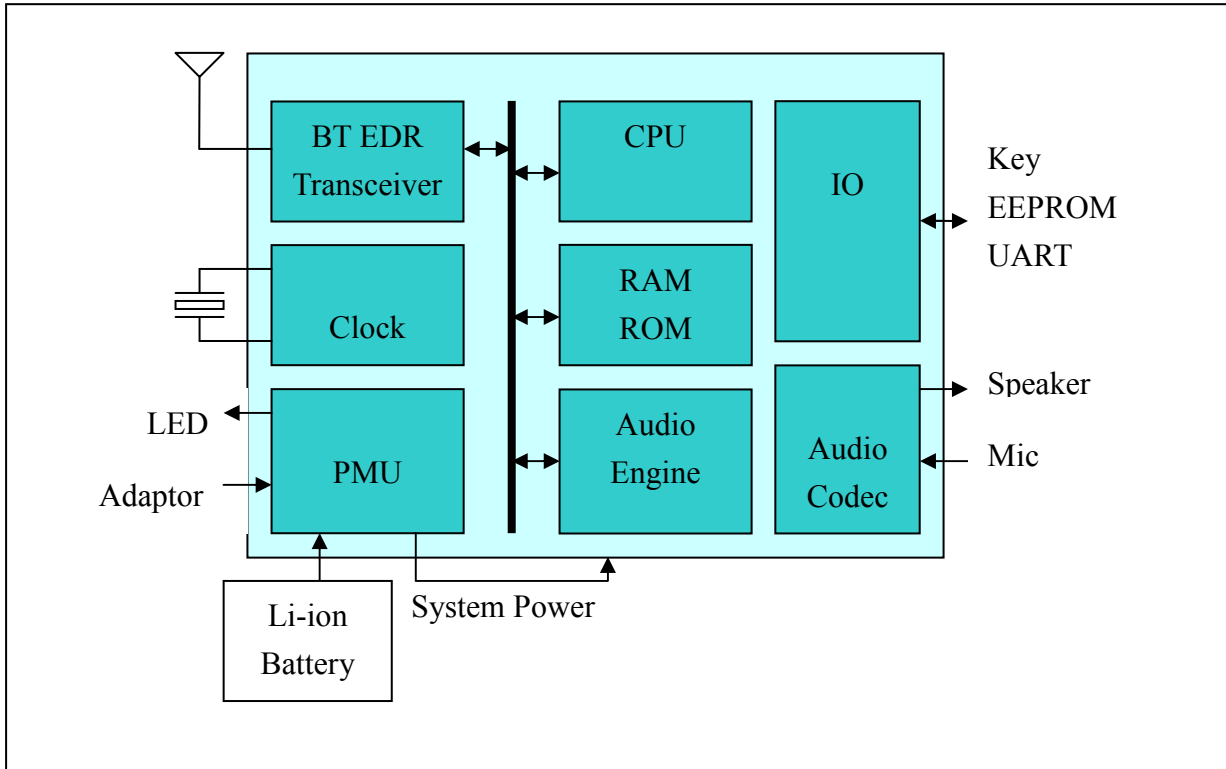 BT EDR
Transceiver
CPU
IO
Key
EEPROM
UART
Clock
RAM
ROM
LED
Adaptor
PMU
Audio
Engine
Audio
Codec
Speaker
Mic
Li-ion
Battery
System Power